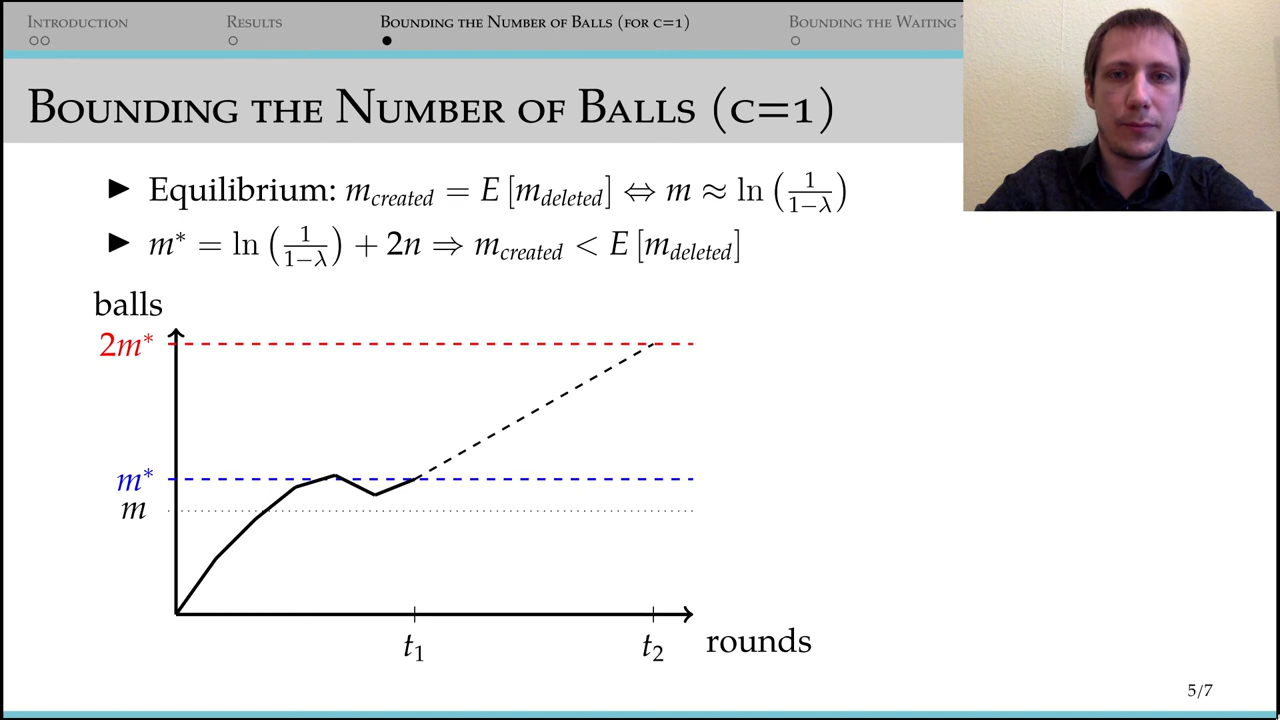 Introduction
Results
Bounding the Number of Balls (for c=1)
Bounding the Waiting
Bounding the Number of Balls (c=1)
▶ Equilibrium: m_created = E [m_deleted] ⇔ m ≈ ln (1/(1−λ))
▶ m* = ln (1/(1−λ)) + 2n ⇒ m_created < E [m_deleted]
balls
2m*
m*
m
t₁
t₂
rounds
5/7